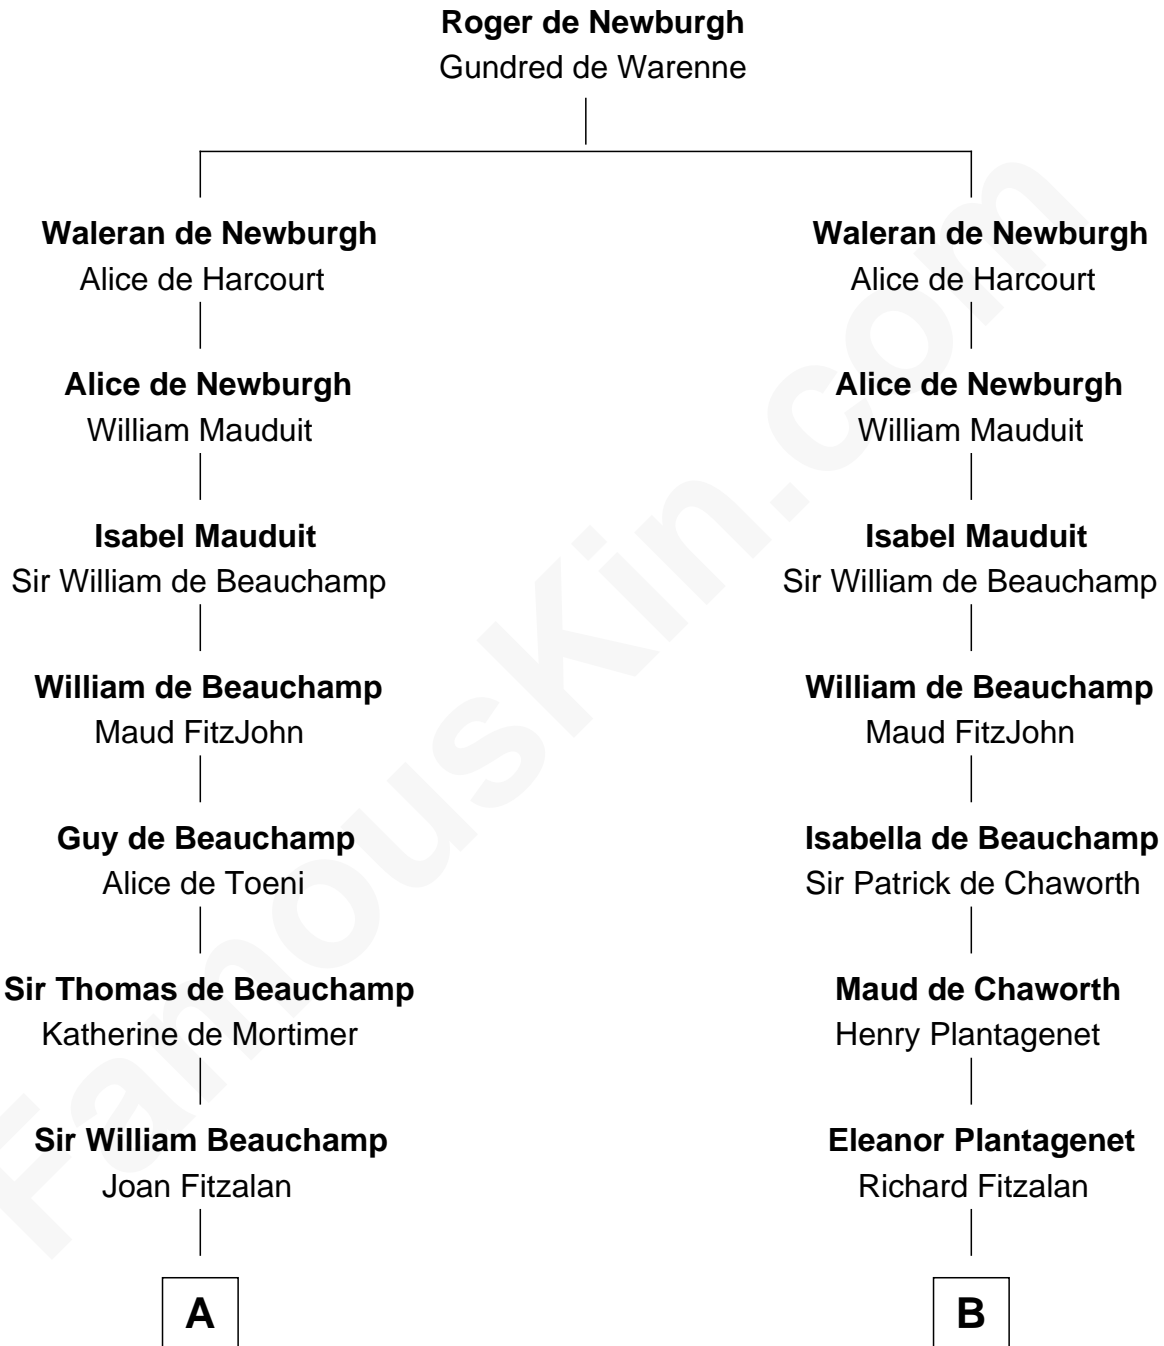 Roger de Newburgh
Gundred de Warenne
Waleran de Newburgh
Alice de Harcourt
Alice de Newburgh
William Mauduit
Isabel Mauduit
Sir William de Beauchamp
William de Beauchamp
Maud FitzJohn
Guy de Beauchamp
Alice de Toeni
Sir Thomas de Beauchamp
Katherine de Mortimer
Sir William Beauchamp
Joan Fitzalan
A
Waleran de Newburgh
Alice de Harcourt
Alice de Newburgh
William Mauduit
Isabel Mauduit
Sir William de Beauchamp
William de Beauchamp
Maud FitzJohn
Isabella de Beauchamp
Sir Patrick de Chaworth
Maud de Chaworth
Henry Plantagenet
Eleanor Plantagenet
Richard Fitzalan
B
FamousKin.com